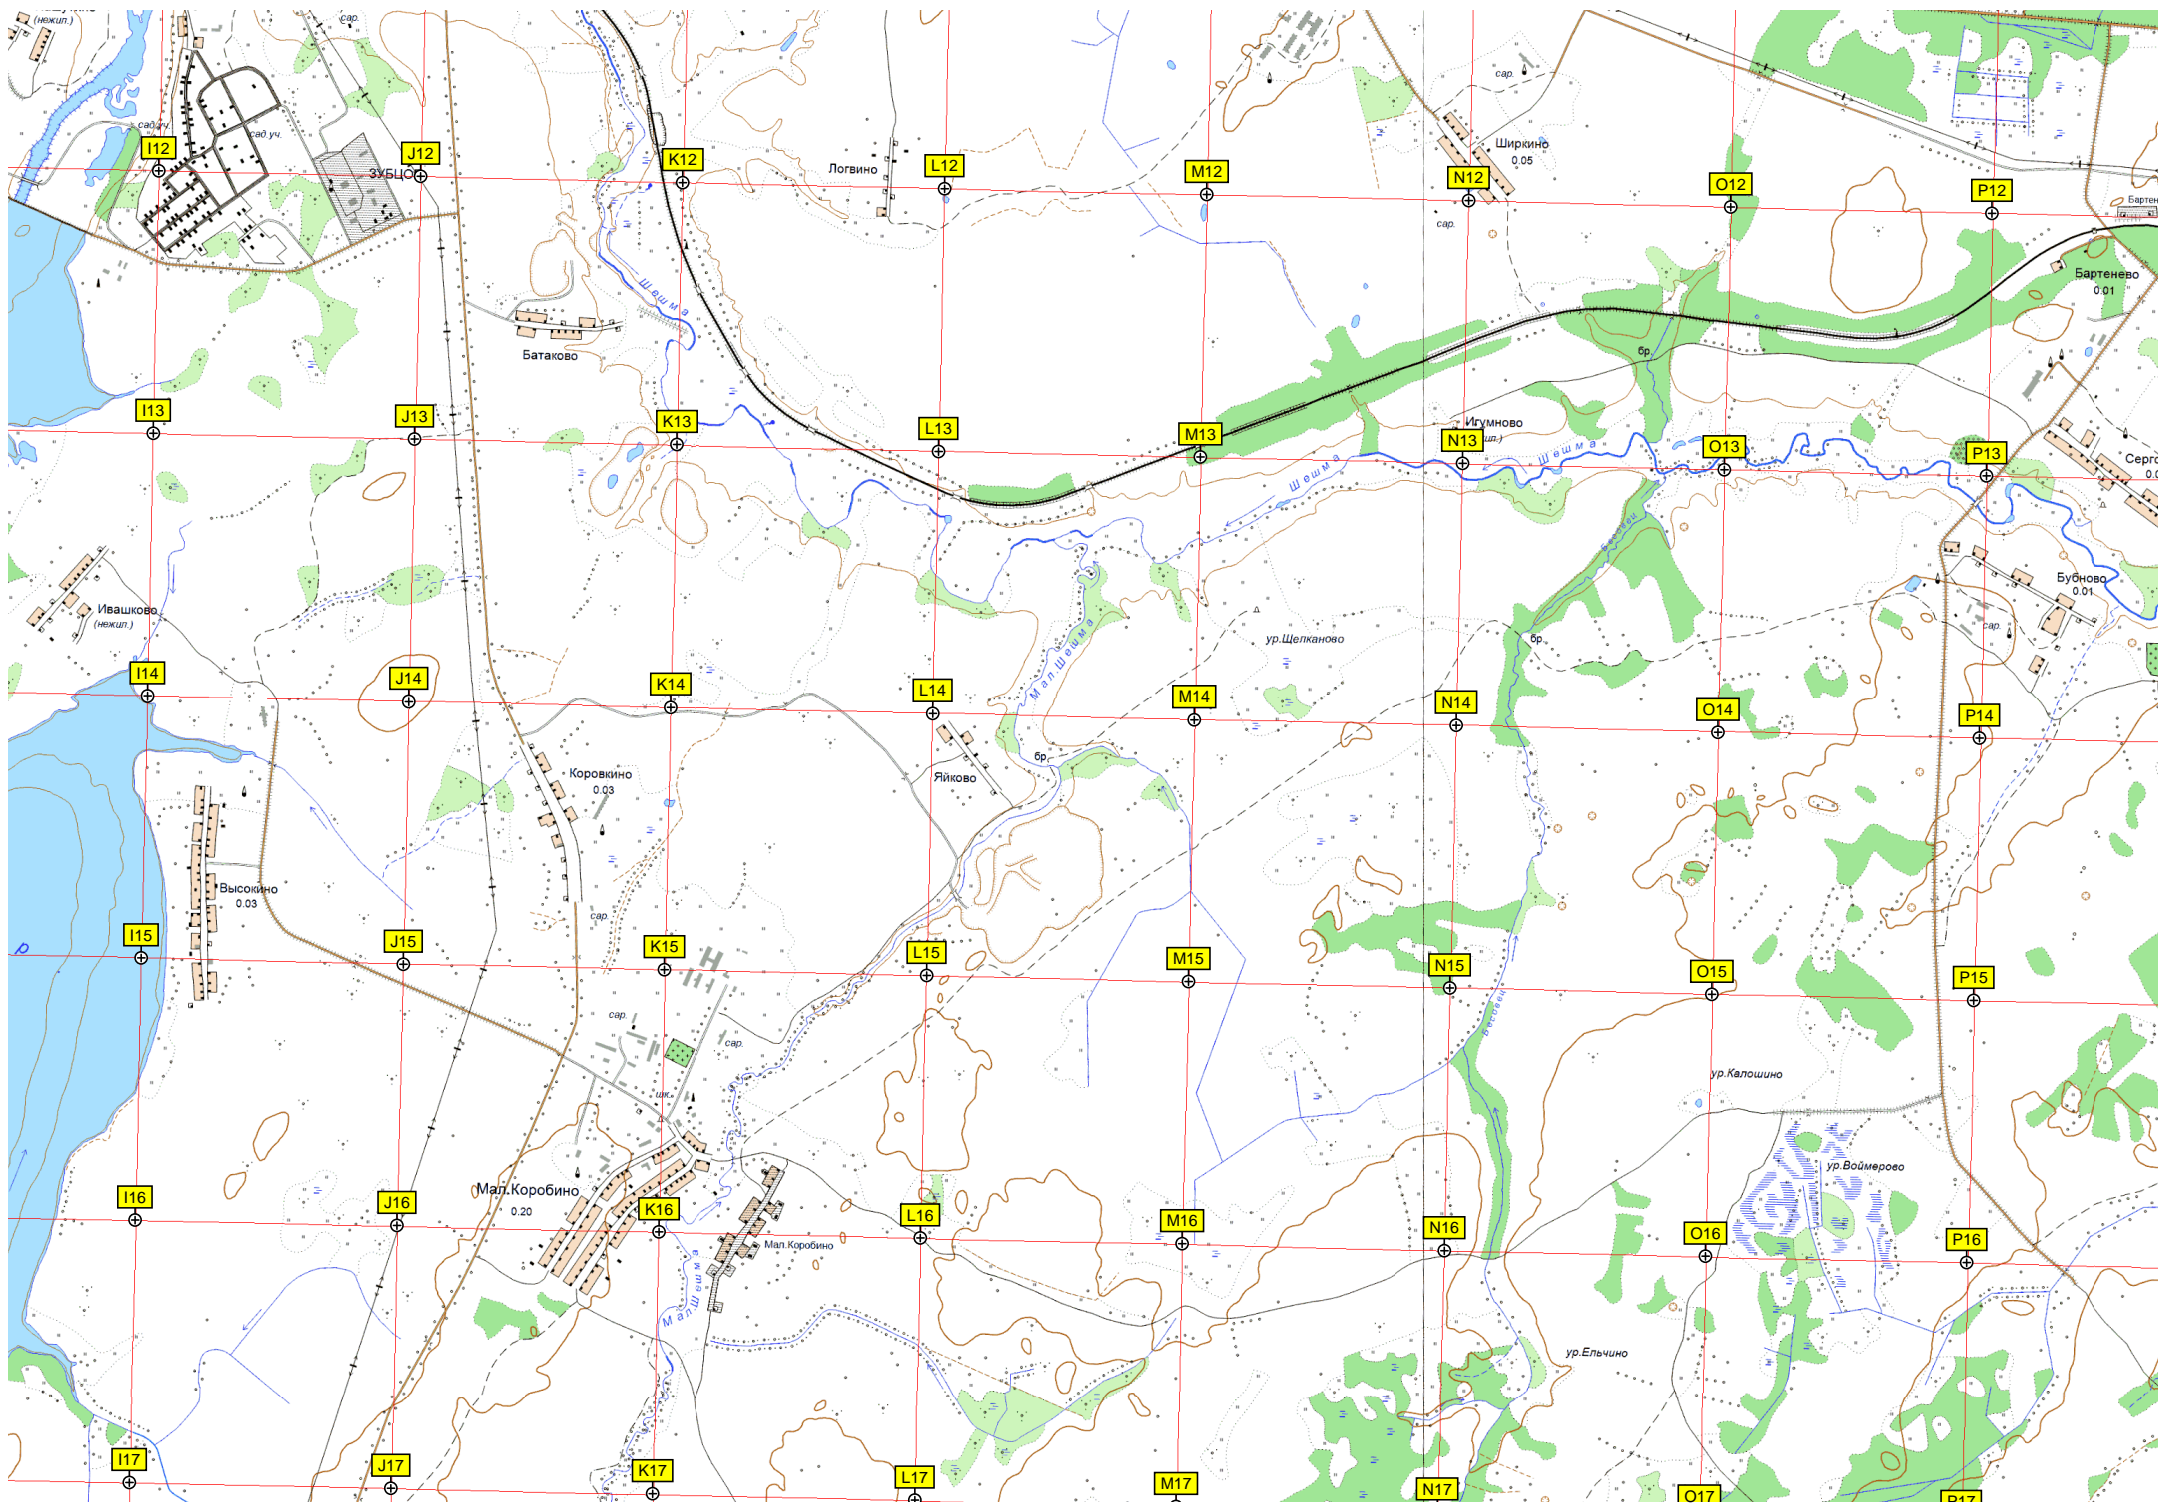 (нежил.)
сар.
сад.уч.
сад.уч.
I12
J12
K12
L12
M12
N12
O12
P12
ЗУБЦОВ
Логвино
сар.
Ширкино
0.05
сар.
Шешма
Батаково
бр.
Бартенево
0.01
I13
J13
K13
L13
M13
N13
O13
P13
Игумново
Шешма
Шешма
Бесовец
Ивашково
(нежил.)
Мал.Шешма
ур.Щелканово
бр.
Бубново
0.01
сар.
I14
J14
K14
L14
M14
N14
O14
P14
Коровкино
0.03
Яйково
бр.
Высокино
0.03
сар.
р
I15
J15
K15
L15
M15
N15
O15
P15
сар.
сар.
Бесовец
шк.
ур.Калошино
ур.Воймерово
Мал.Коробино
0.20
I16
J16
K16
L16
M16
N16
O16
P16
Мал.Коробино
Мал.Шешма
ур.Ельчино
I17
J17
K17
L17
M17
N17
O17
P17